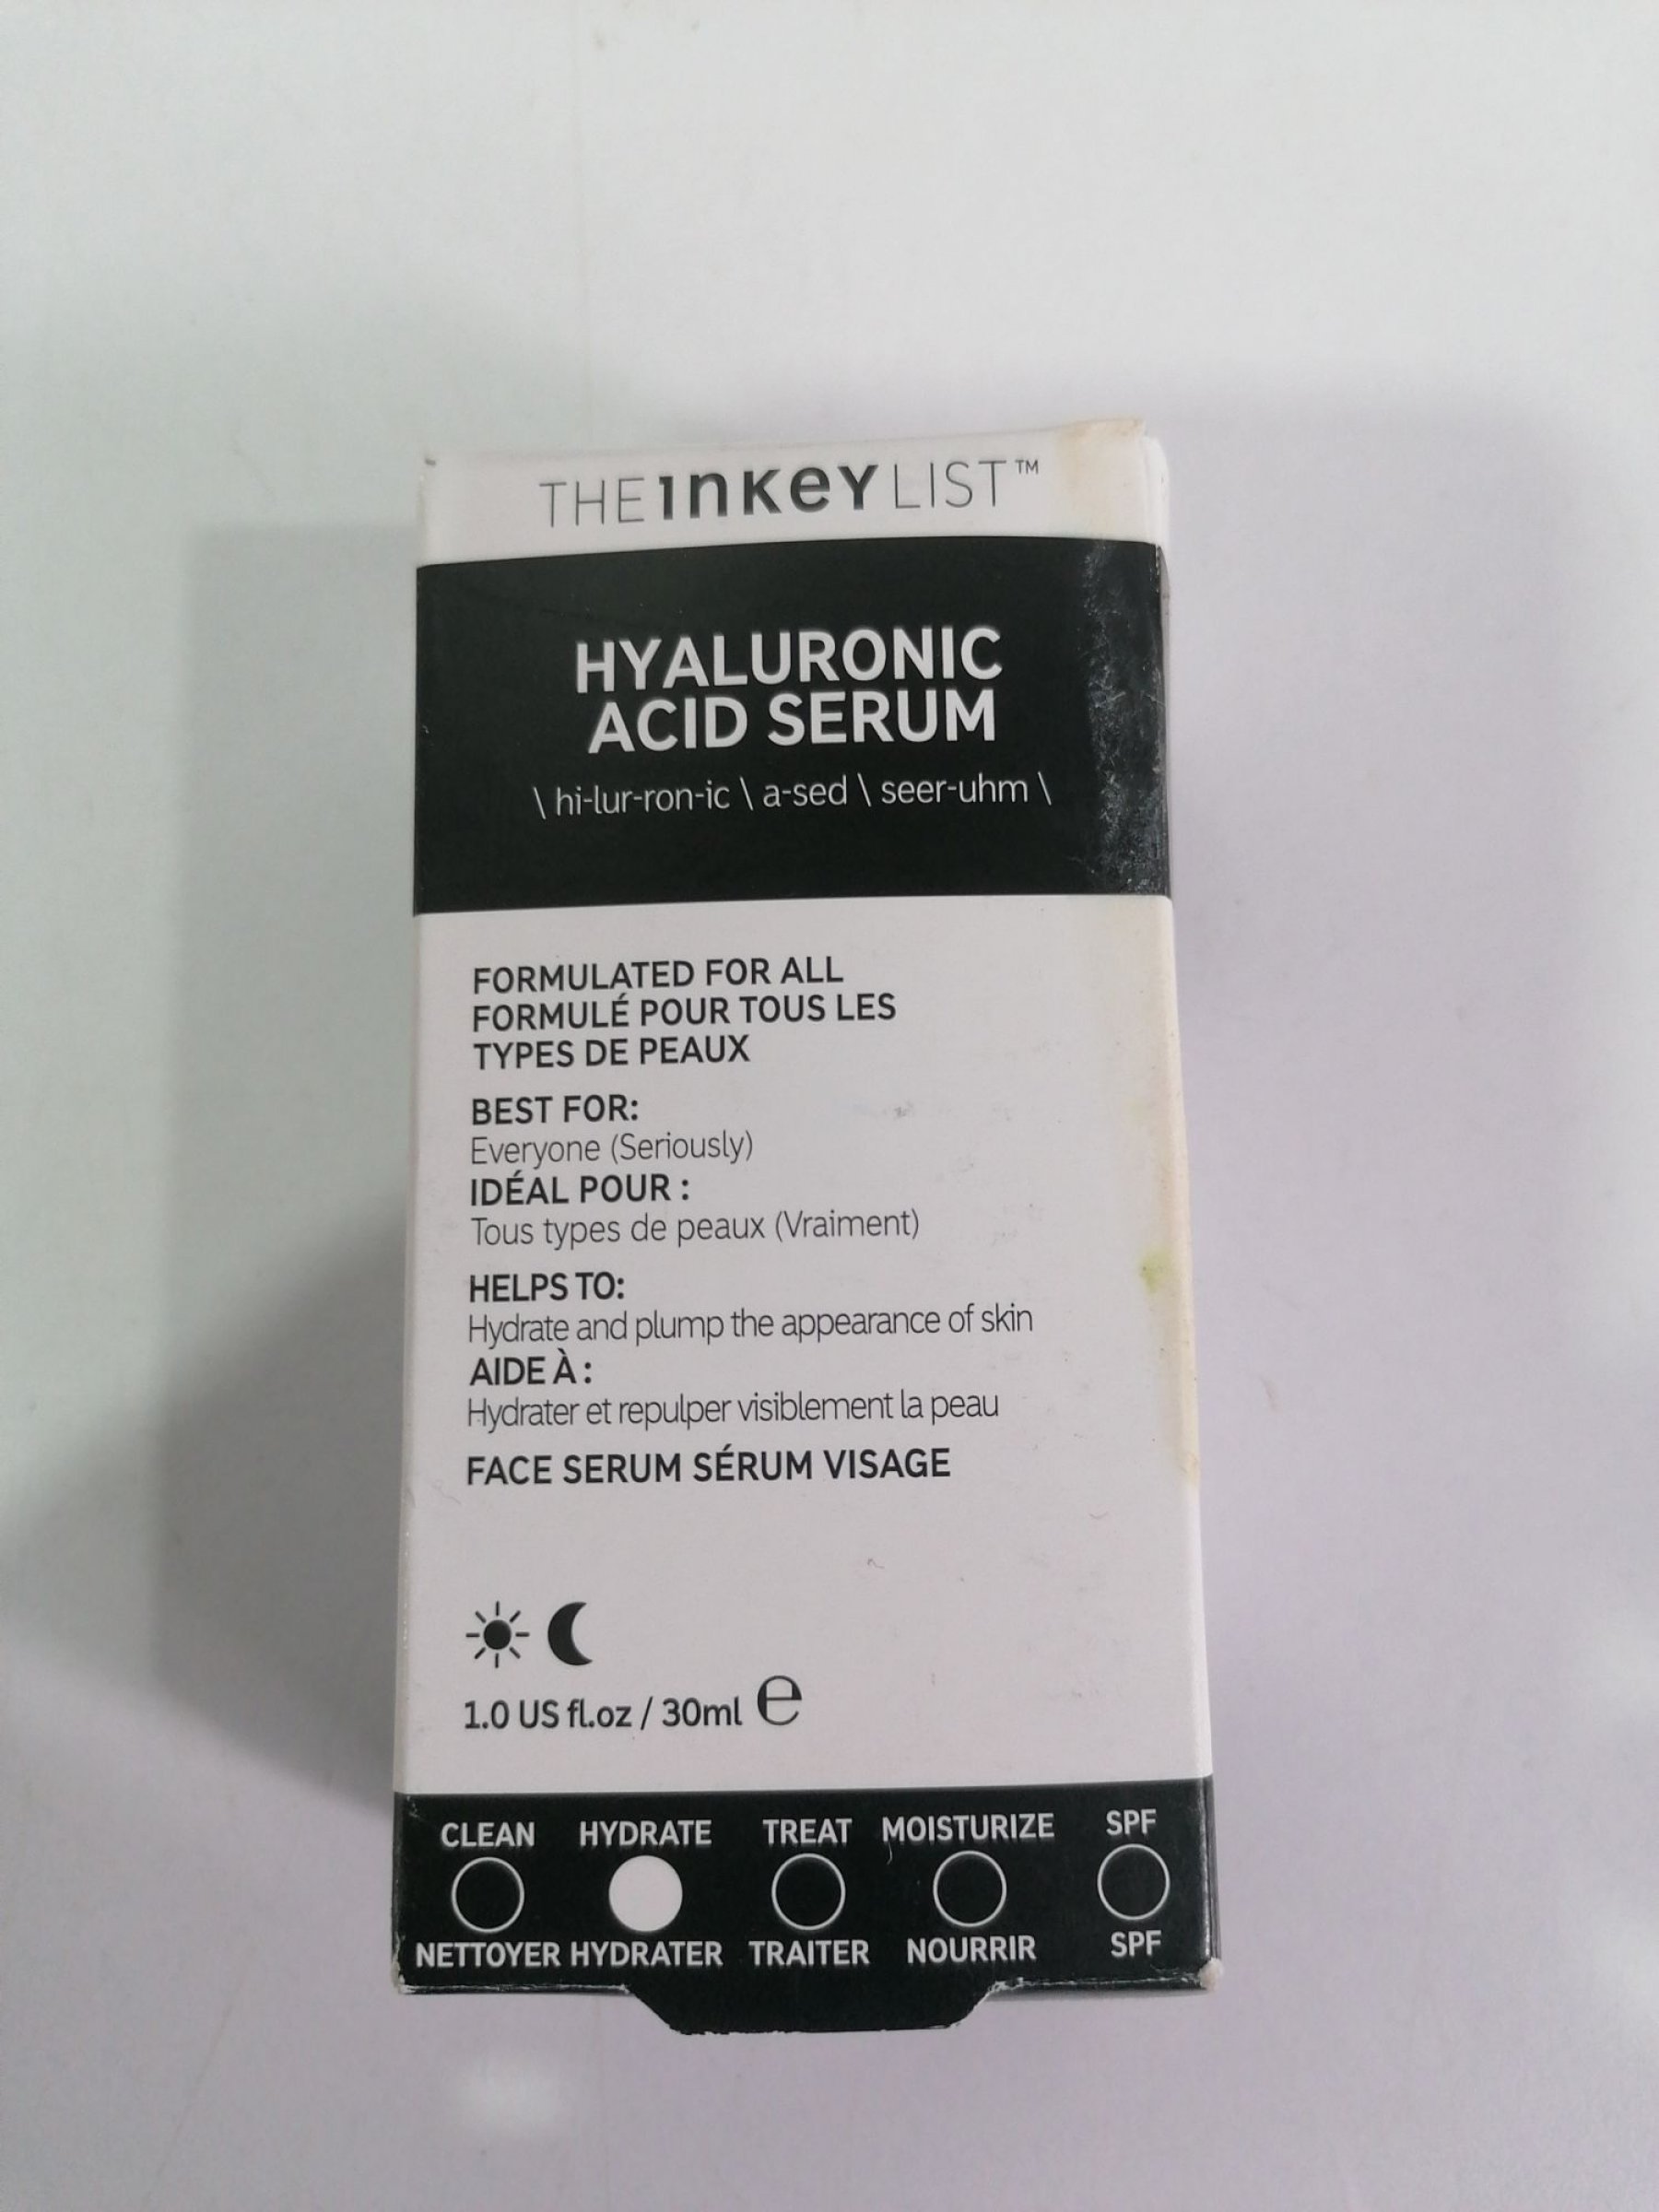 THE INKEY LIST™
HYALURONIC
ACID SERUM
\ hi-lur-ron-ic \ a-sed \ seer-uhm \
FORMULATED FOR ALL
FORMULÉ POUR TOUS LES
TYPES DE PEAUX
BEST FOR:
Everyone (Seriously)
IDÉAL POUR :
Tous types de peaux (Vraiment)
HELPS TO:
Hydrate and plump the appearance of skin
AIDE À :
Hydrater et repulper visiblement la peau
FACE SERUM SÉRUM VISAGE
1.0 US fl.oz / 30ml ℮
CLEAN HYDRATE TREAT MOISTURIZE SPF
NETTOYER HYDRATER TRAITER NOURRIR SPF